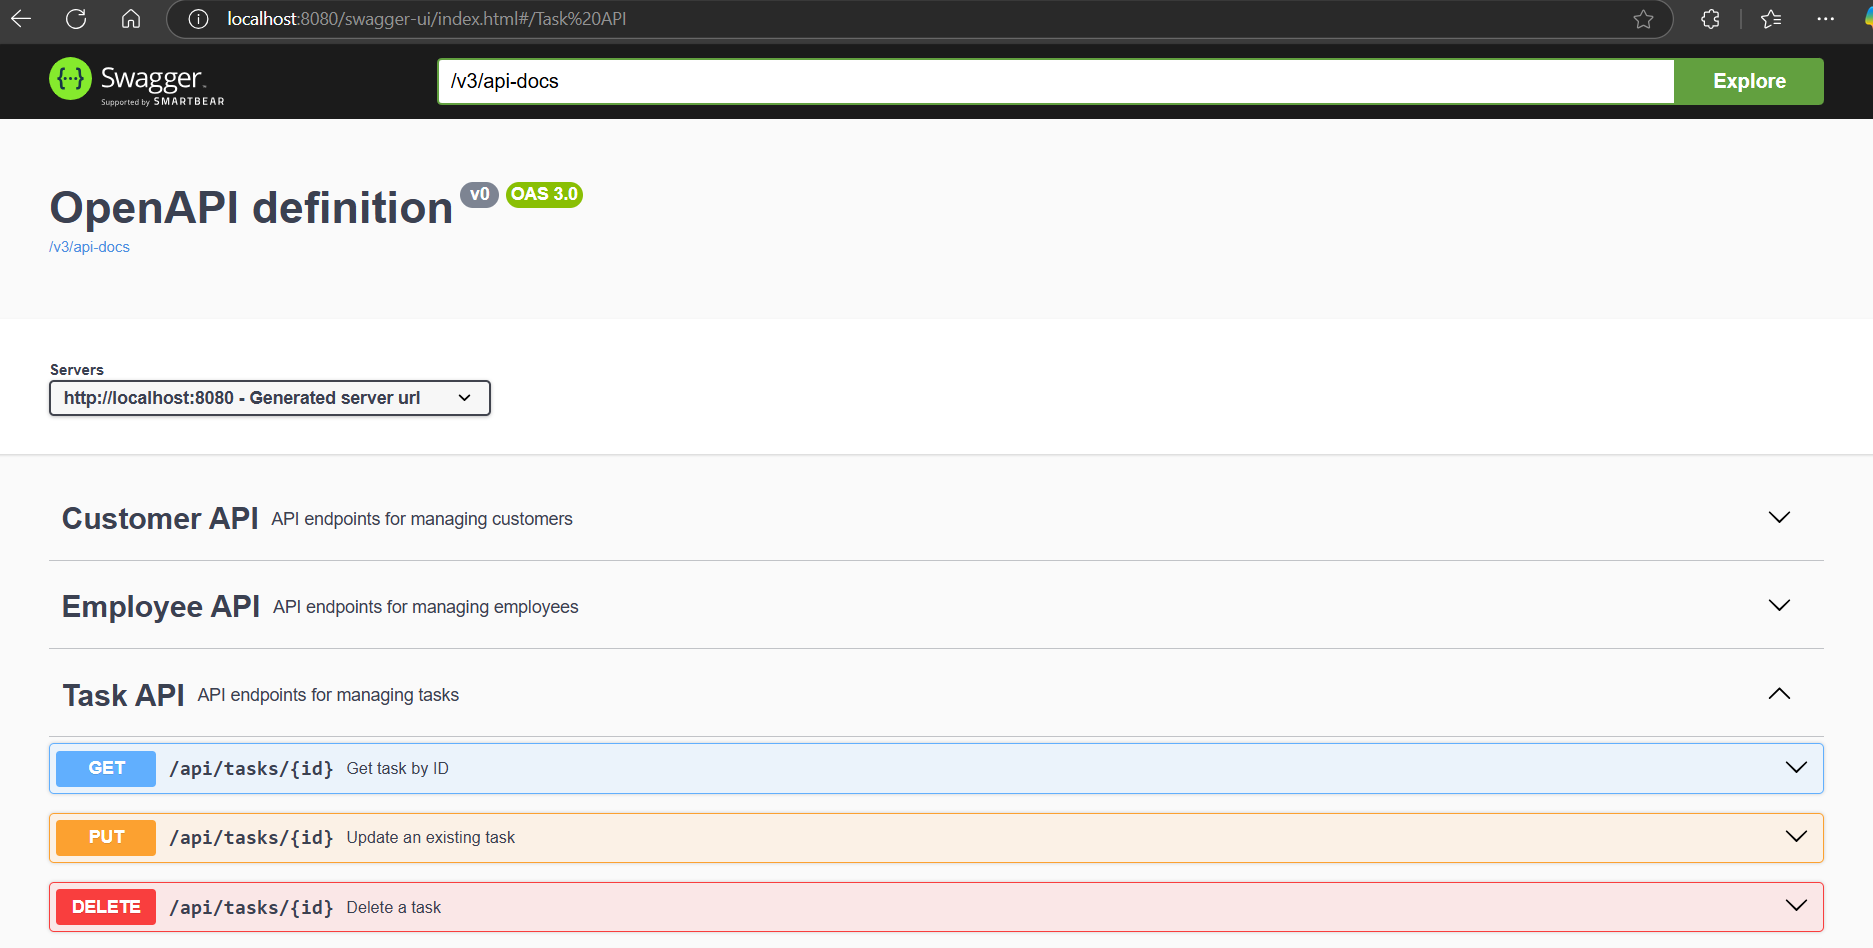 localhost:8080/swagger-ui/index.html#/Task%20API
{···} Swagger
Supported by SMARTBEAR
/v3/api-docs
Explore
OpenAPI definition v0 OAS 3.0
/v3/api-docs
Servers
http://localhost:8080 - Generated server url
Customer API API endpoints for managing customers
Employee API API endpoints for managing employees
Task API API endpoints for managing tasks
GET /api/tasks/{id} Get task by ID
PUT /api/tasks/{id} Update an existing task
DELETE /api/tasks/{id} Delete a task